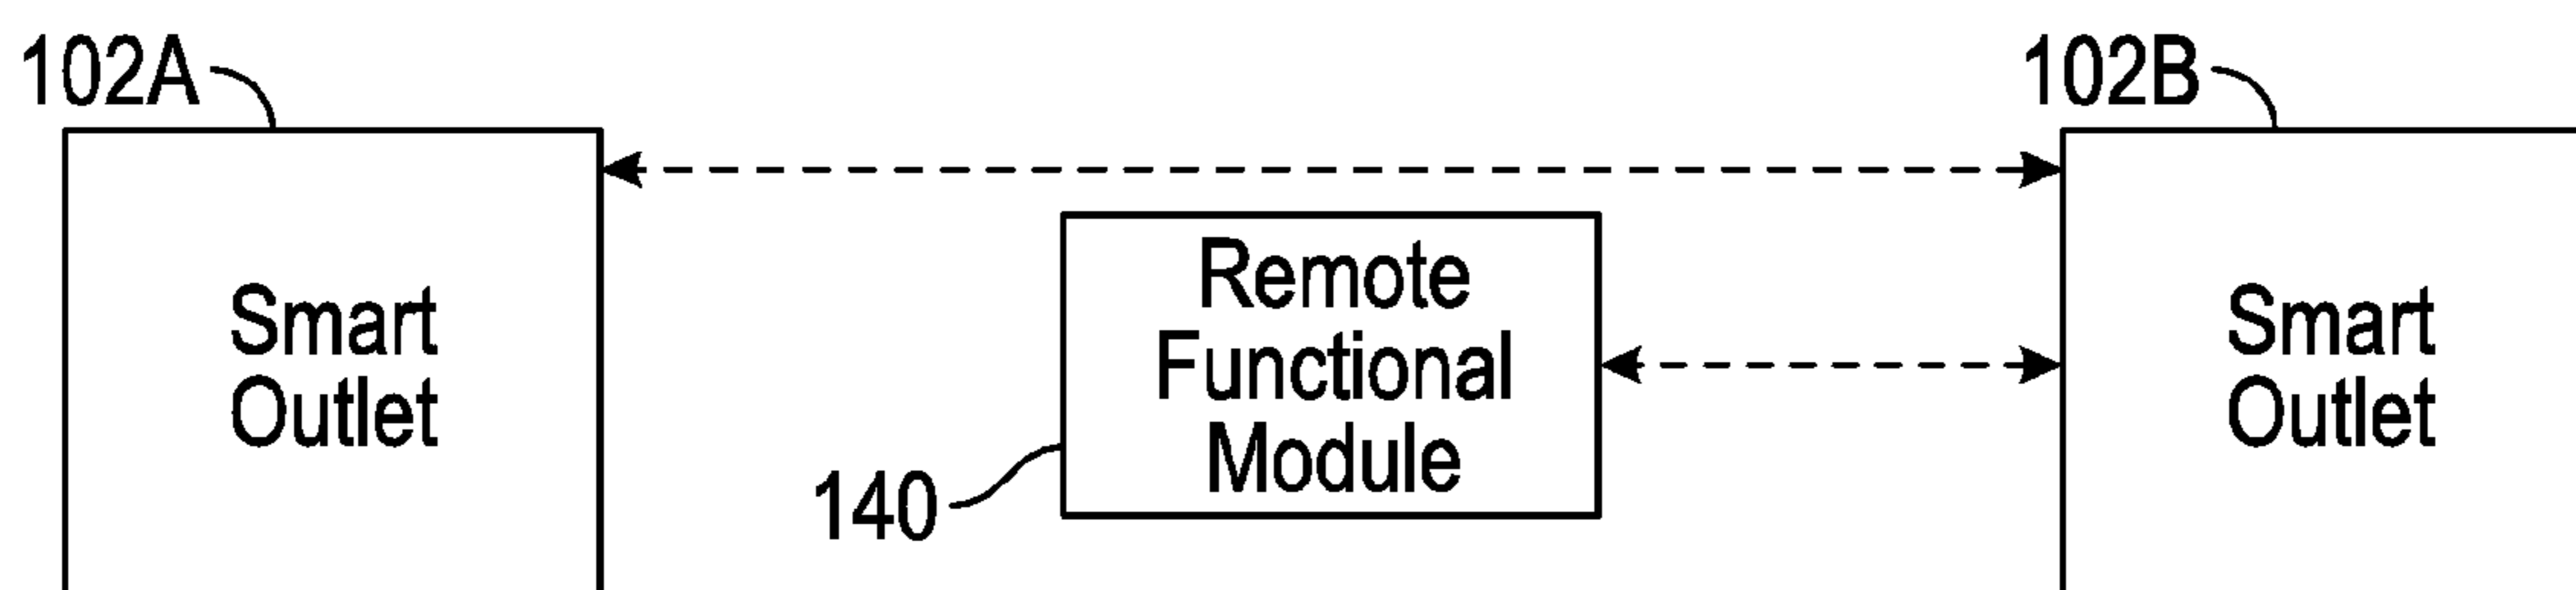 102A
102B
Smart
Outlet
Remote
Functional
Module
140
Smart
Outlet